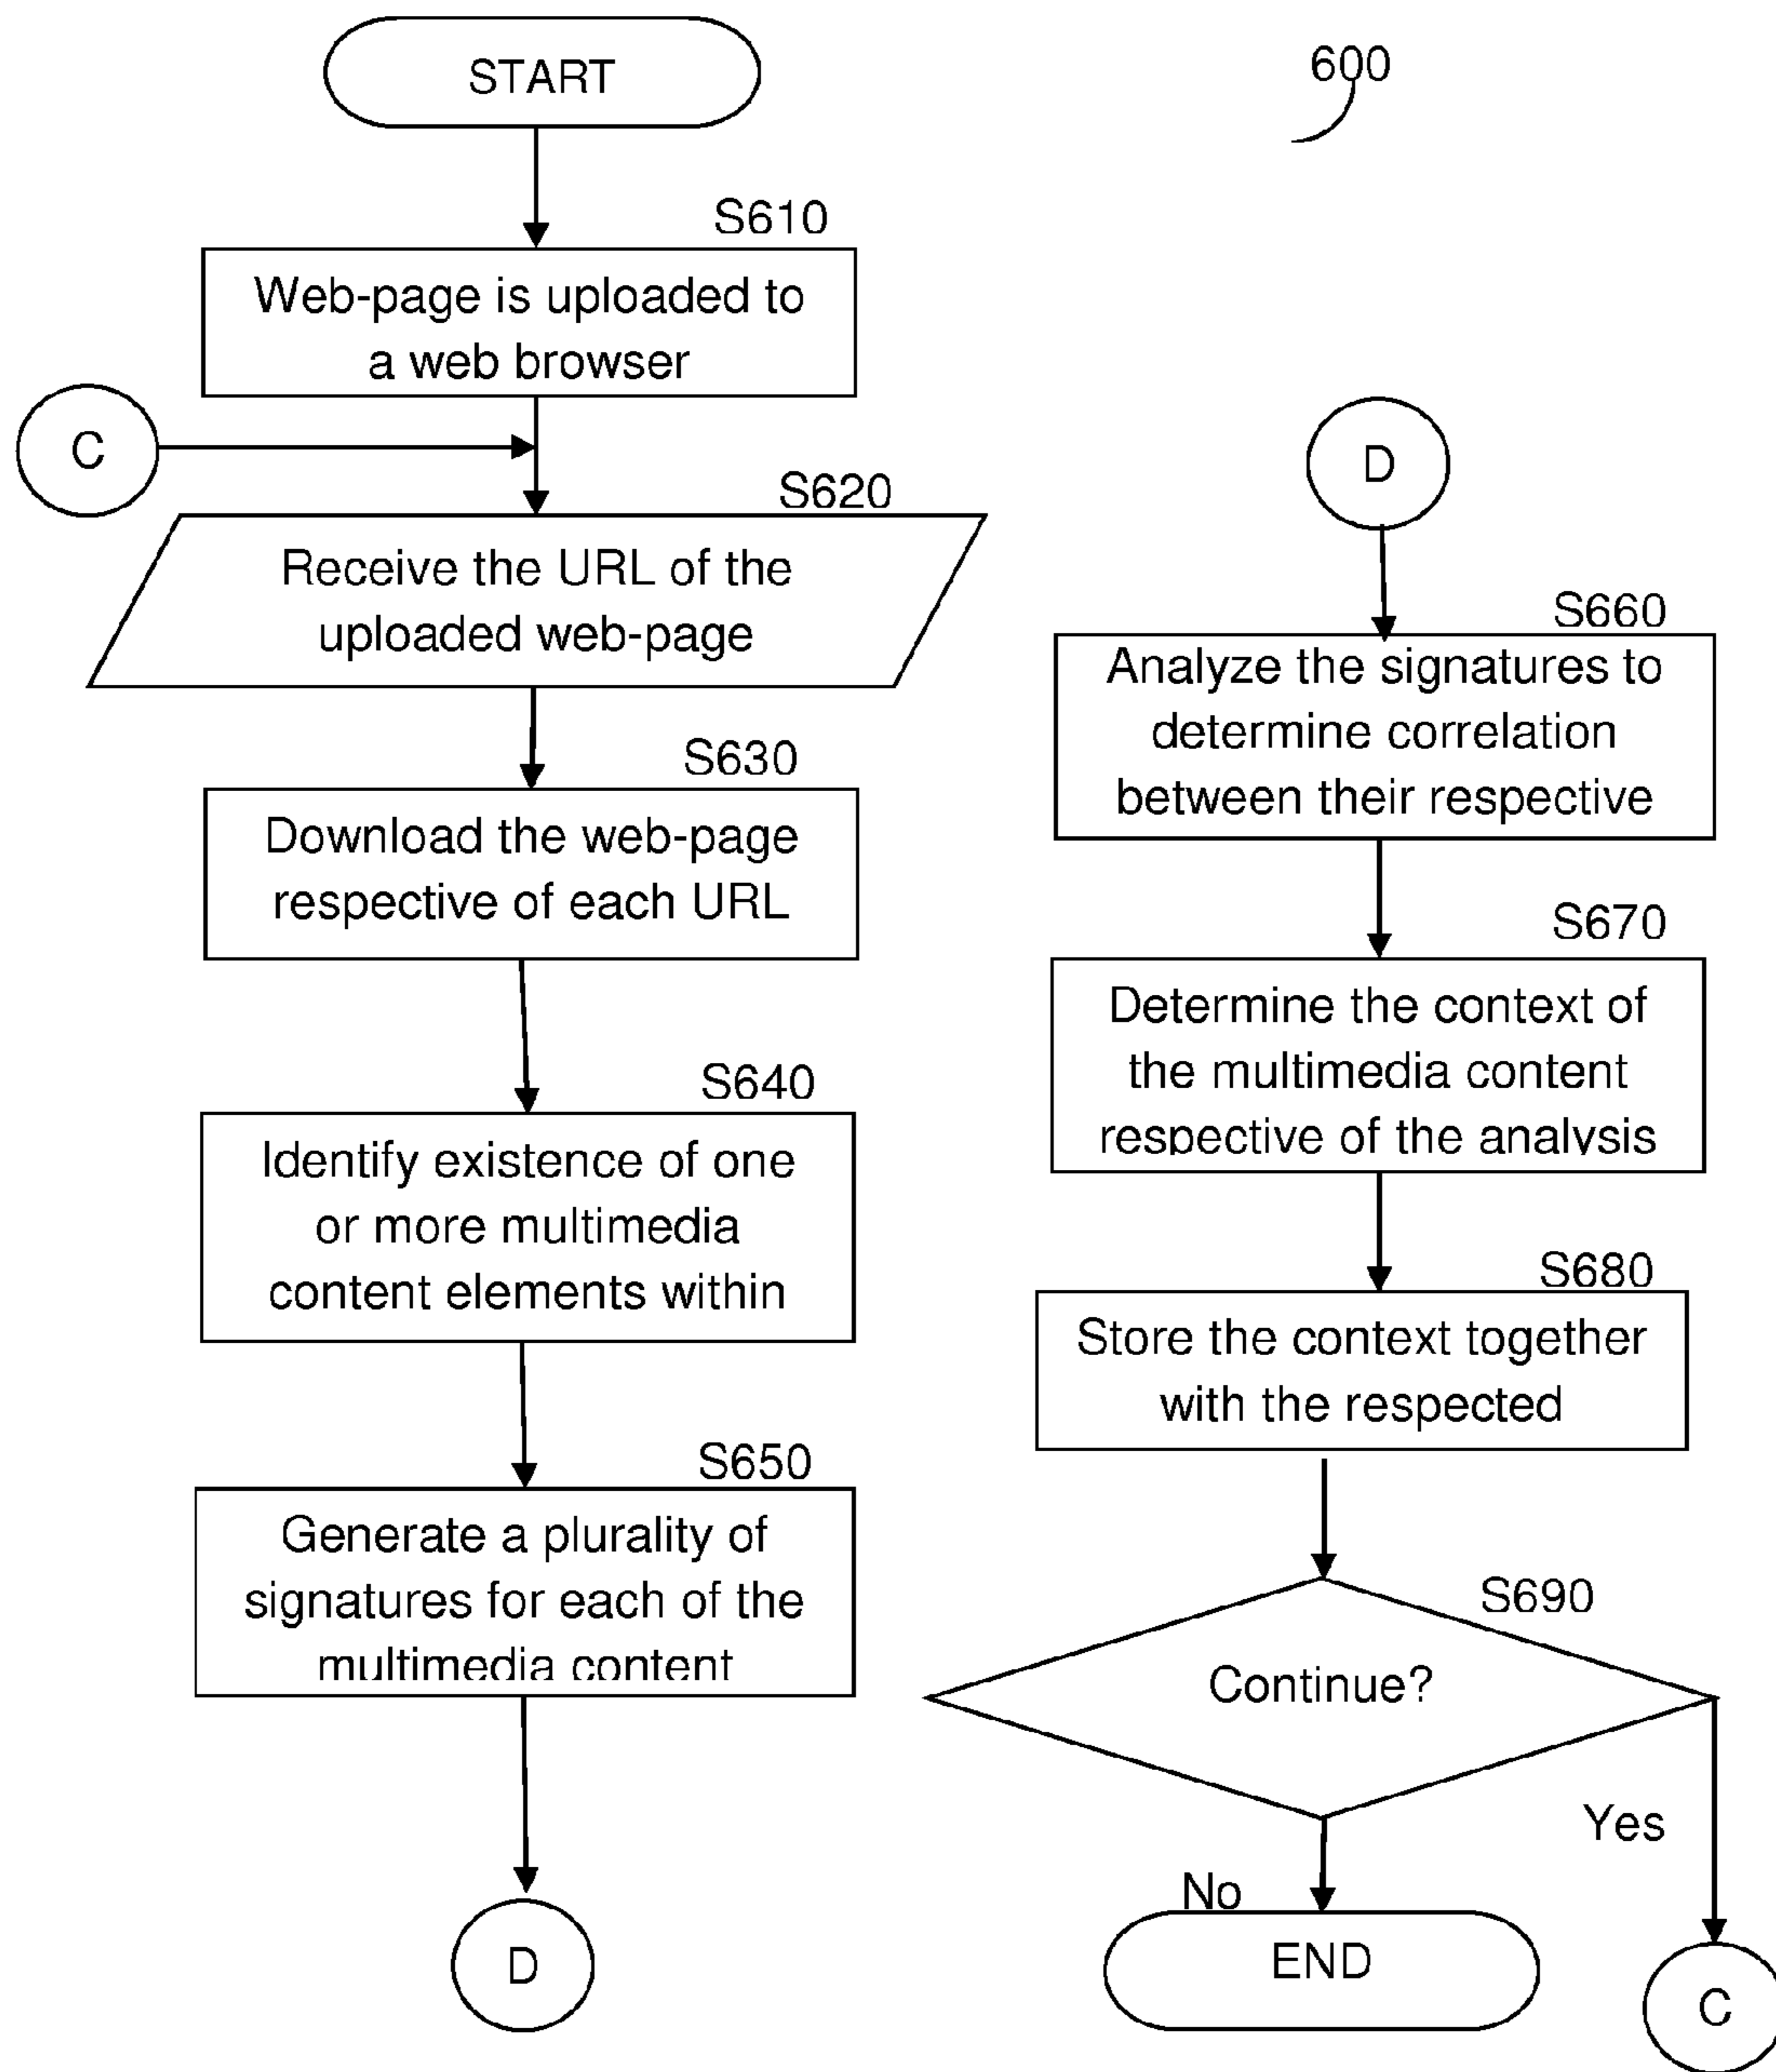 START
600
S610
Web-page is uploaded to
a web browser
C
S620
Receive the URL of the
uploaded web-page
S630
Download the web-page
respective of each URL
S640
Identify existence of one
or more multimedia
content elements within
S650
Generate a plurality of
signatures for each of the
multimedia content
D
D
S660
Analyze the signatures to
determine correlation
between their respective
S670
Determine the context of
the multimedia content
respective of the analysis
S680
Store the context together
with the respected
S690
Continue?
Yes
No
END
C